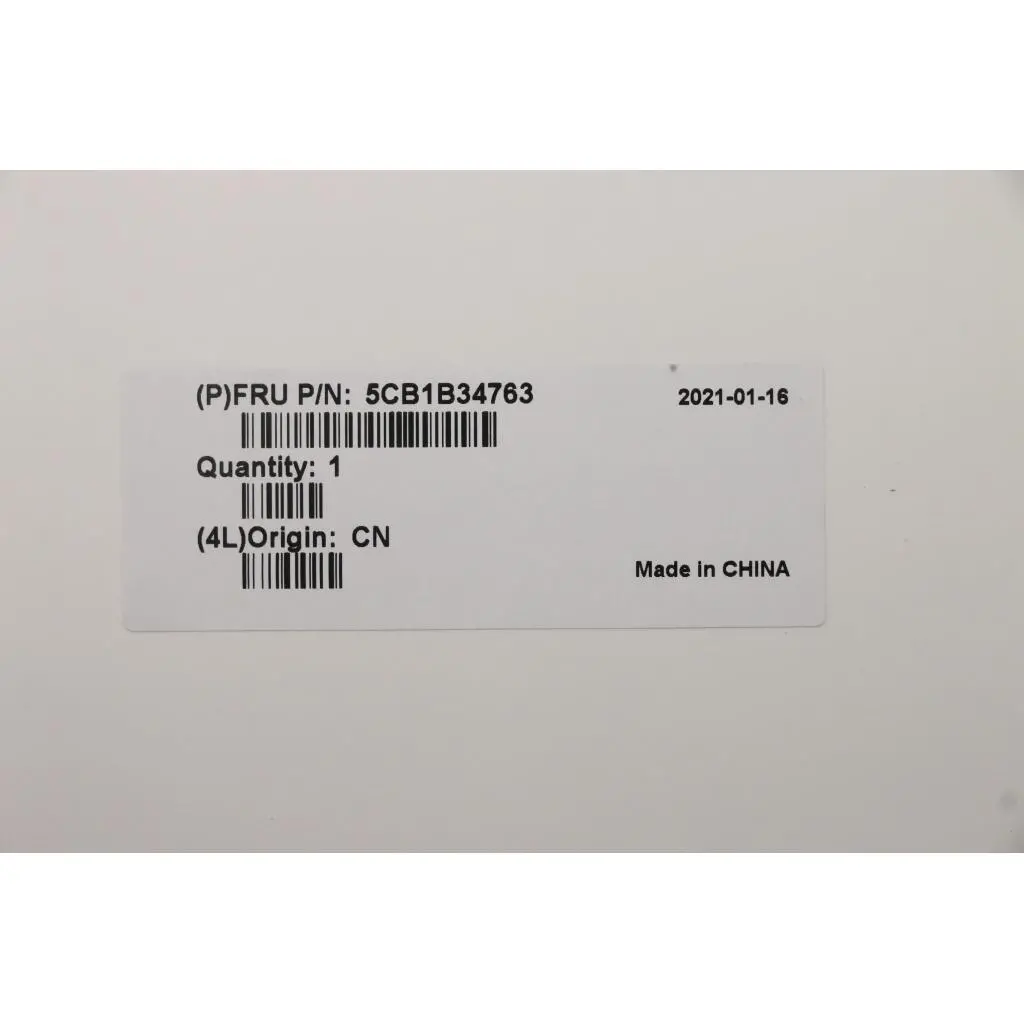 (P)FRU P/N: 5CB1B34763
2021-01-16
Quantity: 1
(4L)Origin: CN
Made in CHINA